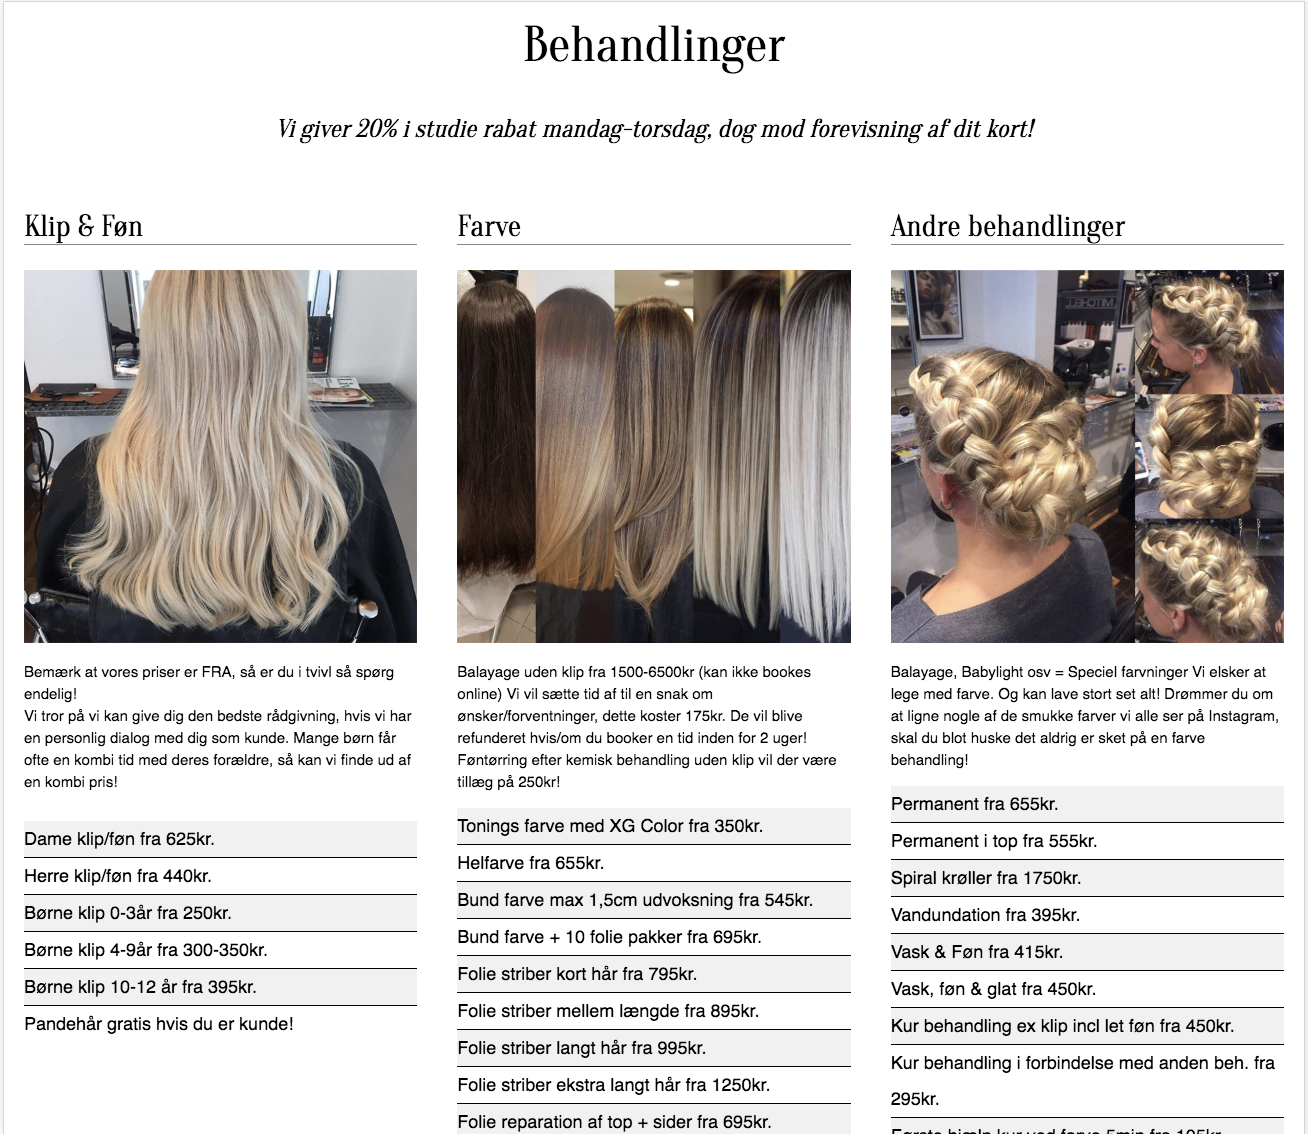 Behandlinger
Vi giver 20% i studie rabat mandag-torsdag, dog mod forevisning af dit kort!
Klip & Føn
Bemærk at vores priser er FRA, så er du i tvivl så spørg
endelig!
Vi tror på vi kan give dig den bedste rådgivning, hvis vi har
en personlig dialog med dig som kunde. Mange børn får
ofte en kombi tid med deres forældre, så kan vi finde ud af
en kombi pris!
Dame klip/føn fra 625kr.
Herre klip/føn fra 440kr.
Børne klip 0-3år fra 250kr.
Børne klip 4-9år fra 300-350kr.
Børne klip 10-12 år fra 395kr.
Pandehår gratis hvis du er kunde!
Farve
Balayage uden klip fra 1500-6500kr (kan ikke bookes
online) Vi vil sætte tid af til en snak om
ønsker/forventninger, dette koster 175kr. De vil blive
refunderet hvis/om du booker en tid inden for 2 uger!
Føntørring efter kemisk behandling uden klip vil der være
tillæg på 250kr!
Tonings farve med XG Color fra 350kr.
Helfarve fra 655kr.
Bund farve max 1,5cm udvoksning fra 545kr.
Bund farve + 10 folie pakker fra 695kr.
Folie striber kort hår fra 795kr.
Folie striber mellem længde fra 895kr.
Folie striber langt hår fra 995kr.
Folie striber ekstra langt hår fra 1250kr.
Folie reparation af top + sider fra 695kr.
Andre behandlinger
Balayage, Babylight osv = Speciel farvninger Vi elsker at
lege med farve. Og kan lave stort set alt! Drømmer du om
at ligne nogle af de smukke farver vi alle ser på Instagram,
skal du blot huske det aldrig er sket på en farve
behandling!
Permanent fra 655kr.
Permanent i top fra 555kr.
Spiral krøller fra 1750kr.
Vandundation fra 395kr.
Vask & Føn fra 415kr.
Vask, føn & glat fra 450kr.
Kur behandling ex klip incl let føn fra 450kr.
Kur behandling i forbindelse med anden beh. fra
295kr.